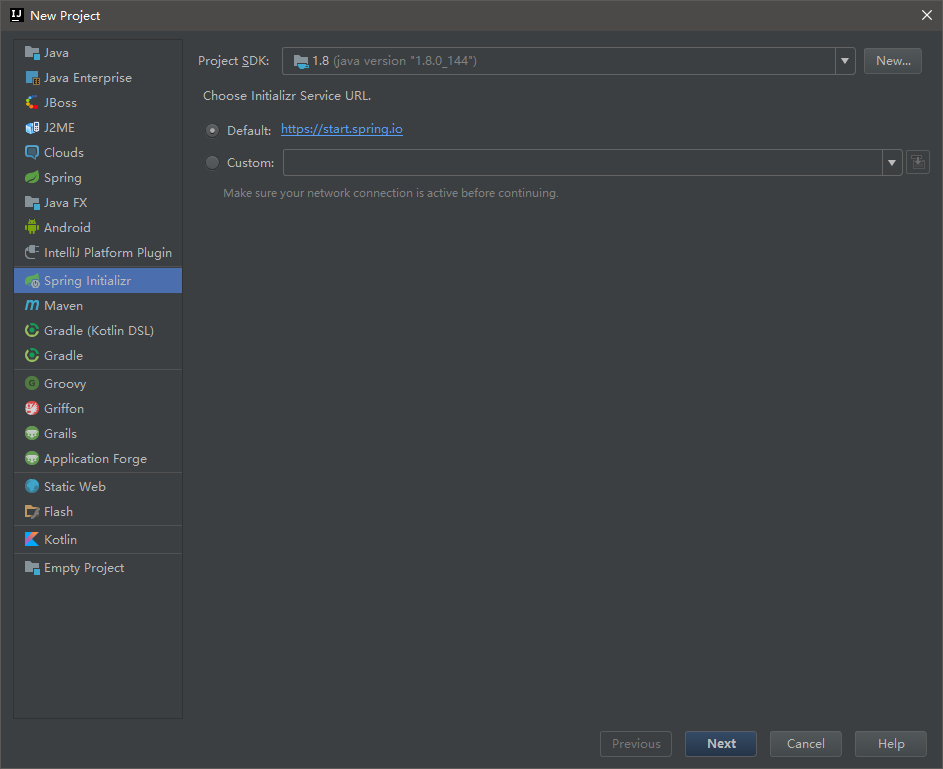 New Project
Java
Java Enterprise
JBoss
J2ME
Clouds
Spring
Java FX
Android
IntelliJ Platform Plugin
Spring Initializr
Maven
Gradle (Kotlin DSL)
Gradle
Groovy
Griffon
Grails
Application Forge
Static Web
Flash
Kotlin
Empty Project
Project SDK: 1.8 (java version "1.8.0_144") New...
Choose Initializr Service URL.
Default: https://start.spring.io
Custom:
Make sure your network connection is active before continuing.
Previous Next Cancel Help